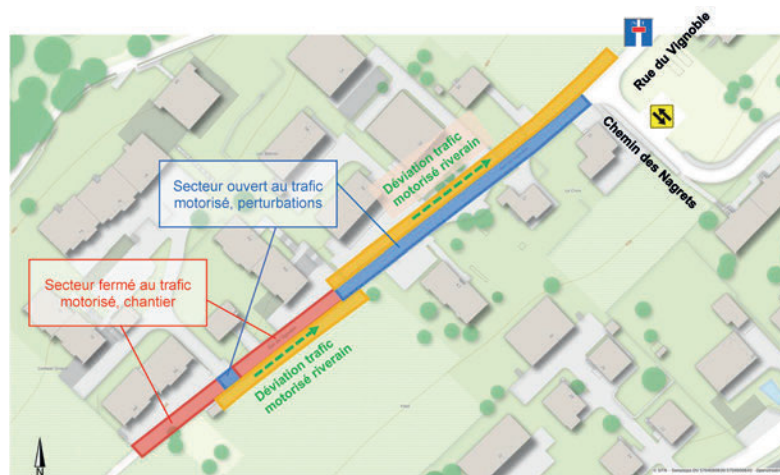 Rue du Vignoble
Chemin des Nagrets
Déviation trafic
motorisé riverain
Secteur ouvert au trafic
motorisé, perturbations
Secteur fermé au trafic
motorisé, chantier
Déviation trafic
motorisé riverain
N